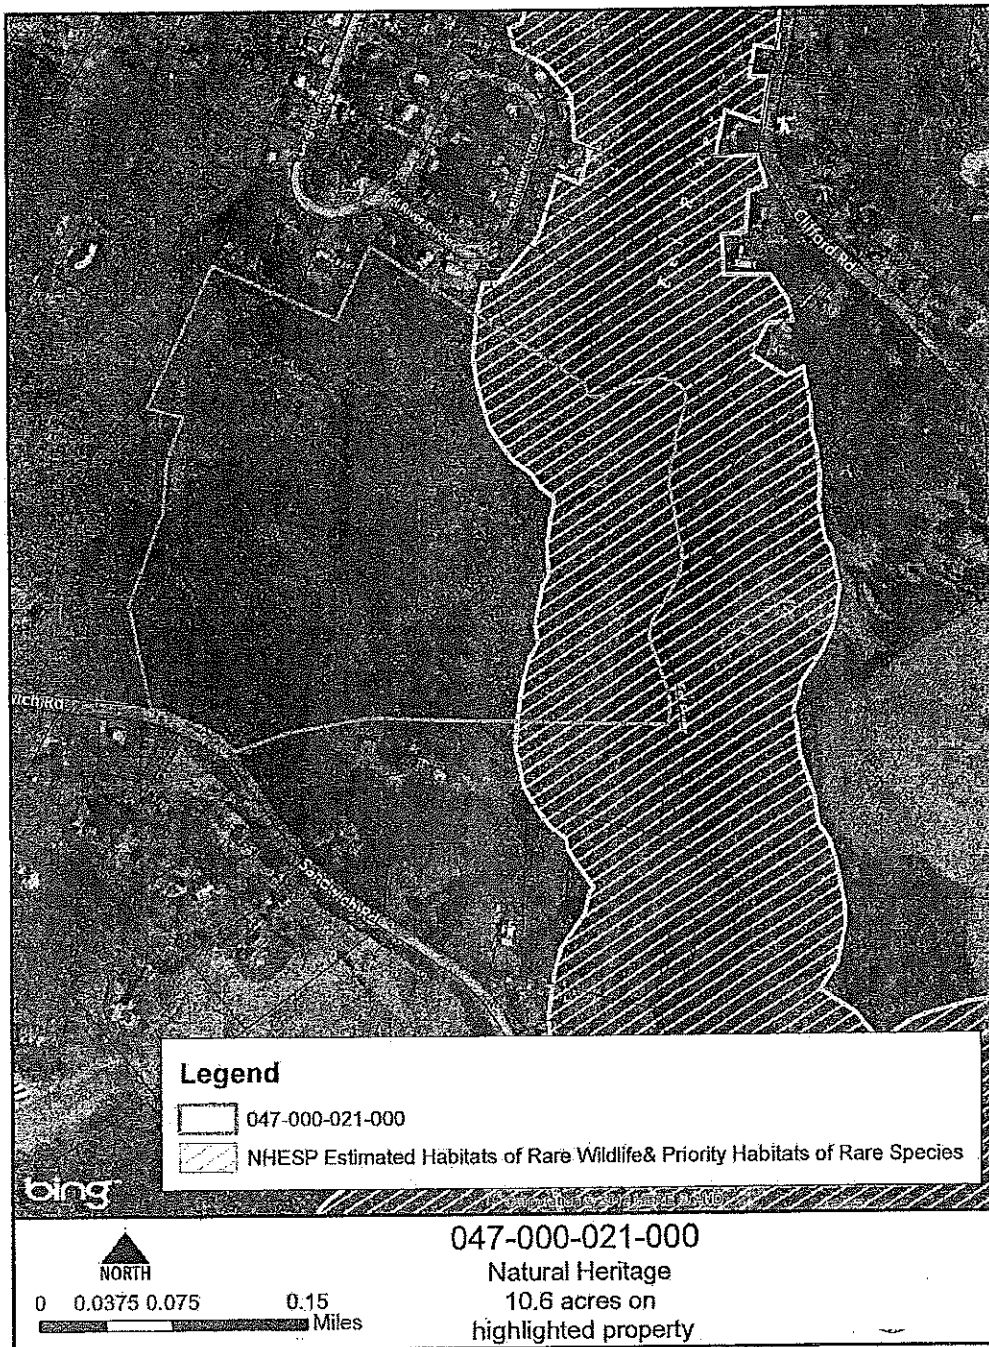 Clifford Rd
Sandwich Rd
Legend
047-000-021-000
NHESP Estimated Habitats of Rare Wildlife& Priority Habitats of Rare Species
bing
NORTH
0 0.0375 0.075 0.15
Miles
047-000-021-000
Natural Heritage
10.6 acres on
highlighted property